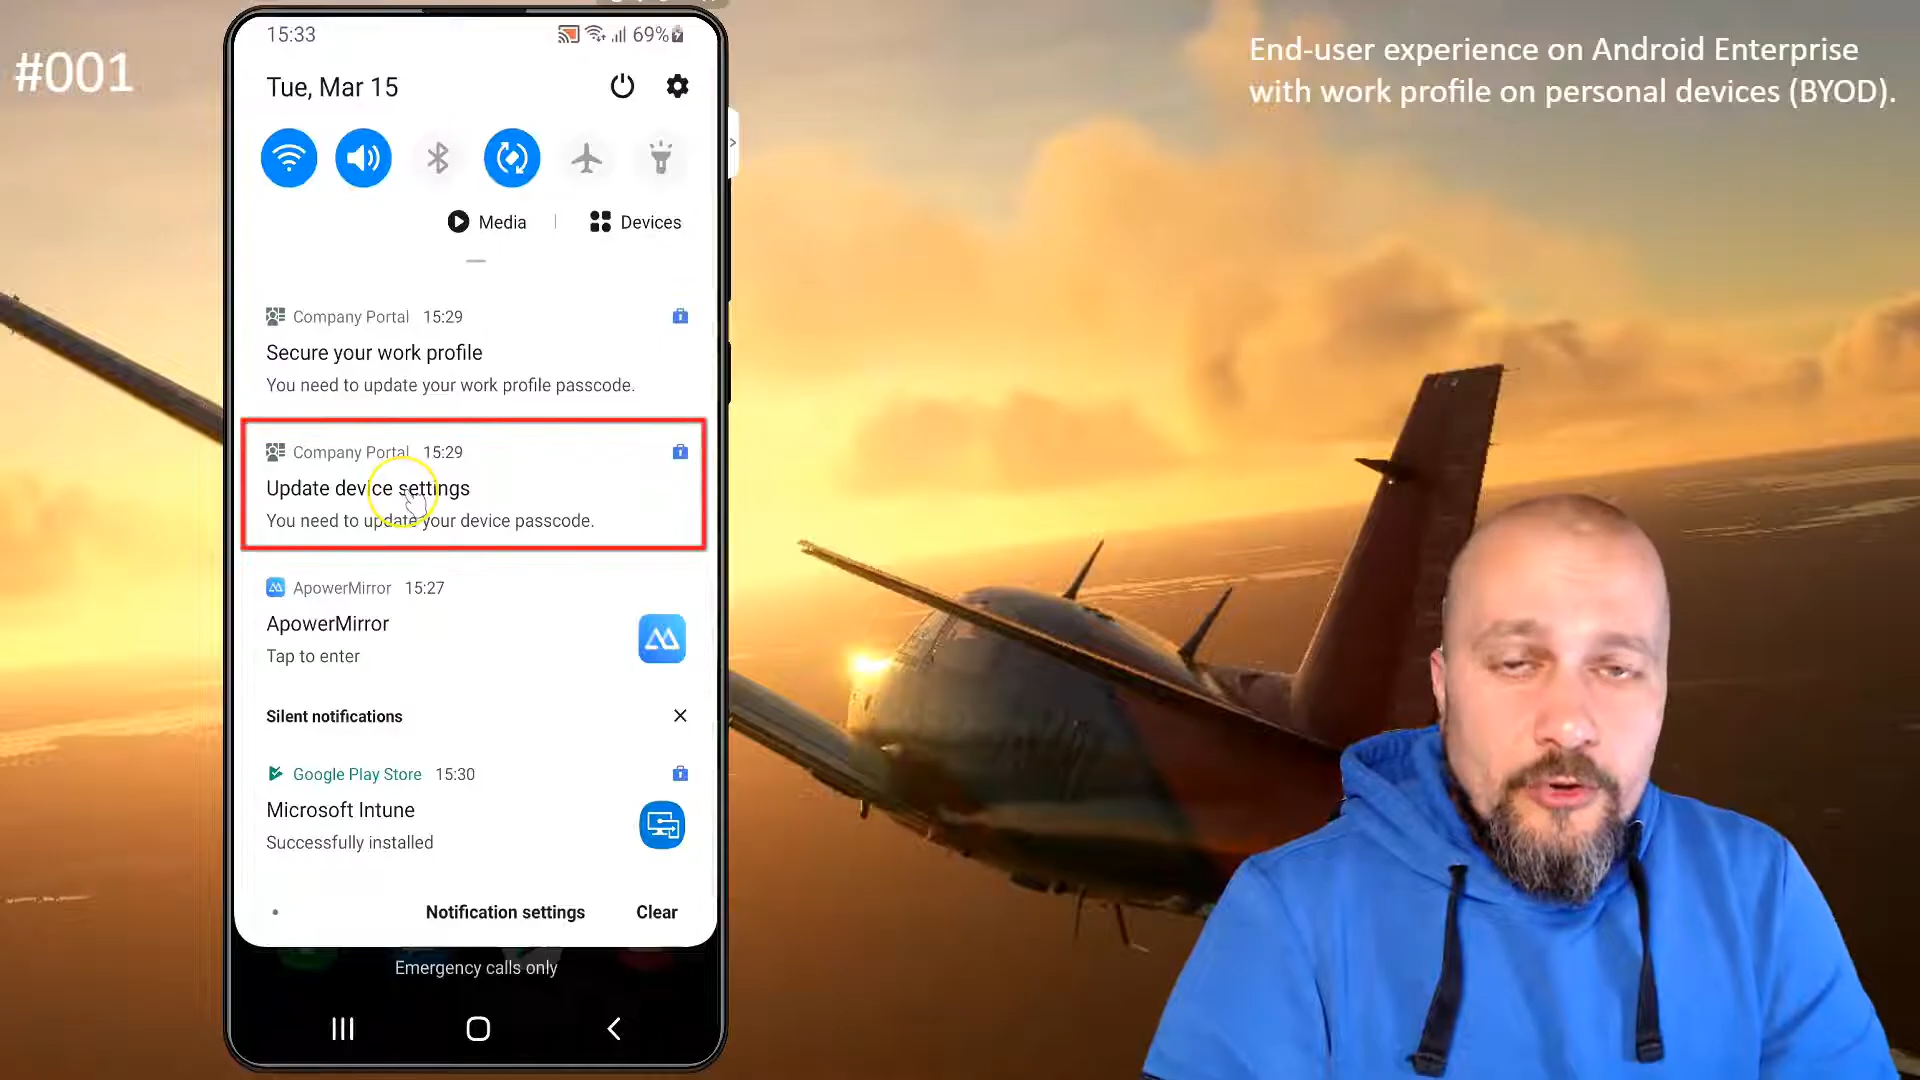 #001
End-user experience on Android Enterprise
with work profile on personal devices (BYOD).
15:33
69%
Tue, Mar 15
Media
Devices
Company Portal 15:29
Secure your work profile
You need to update your work profile passcode.
Company Portal 15:29
Update device settings
You need to update your device passcode.
ApowerMirror 15:27
ApowerMirror
Tap to enter
Silent notifications
Google Play Store 15:30
Microsoft Intune
Successfully installed
Notification settings
Clear
Emergency calls only